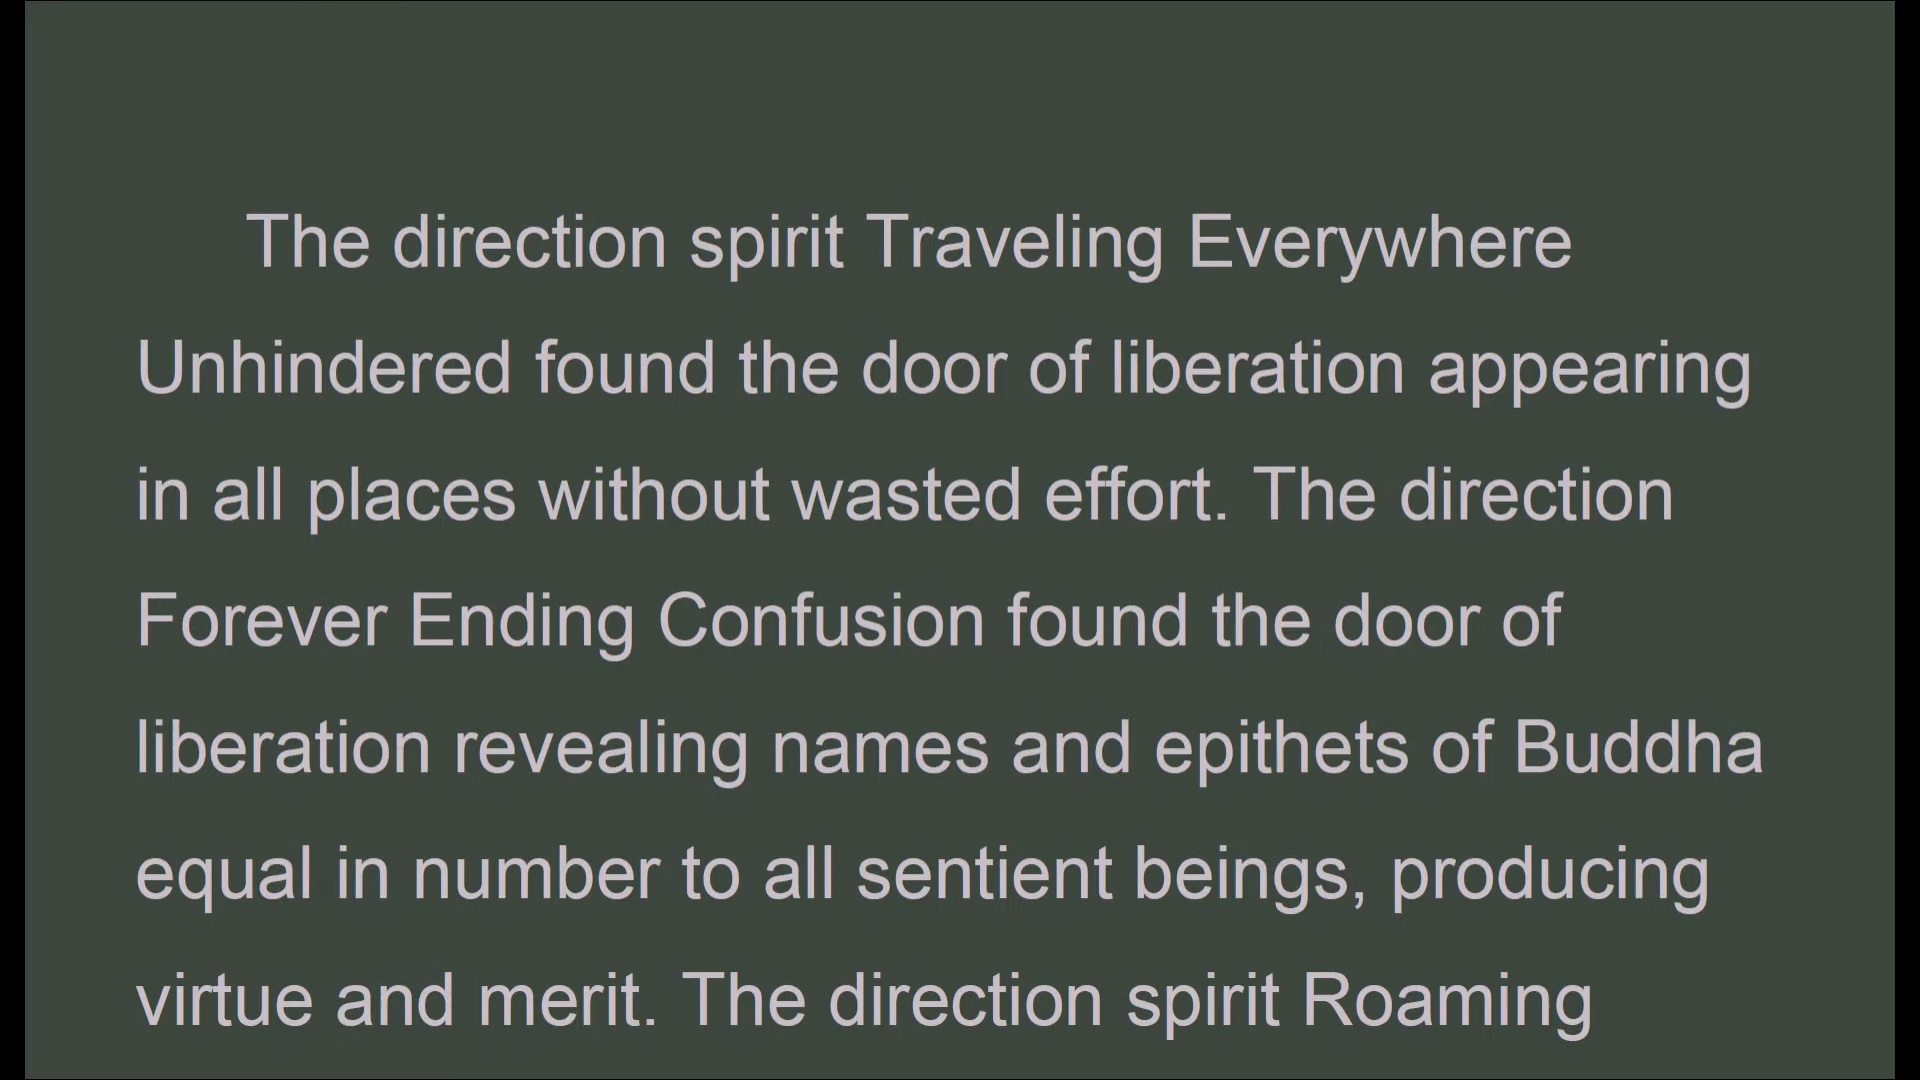 The direction spirit Traveling Everywhere
Unhindered found the door of liberation appearing
in all places without wasted effort. The direction
Forever Ending Confusion found the door of
liberation revealing names and epithets of Buddha
equal in number to all sentient beings, producing
virtue and merit. The direction spirit Roaming